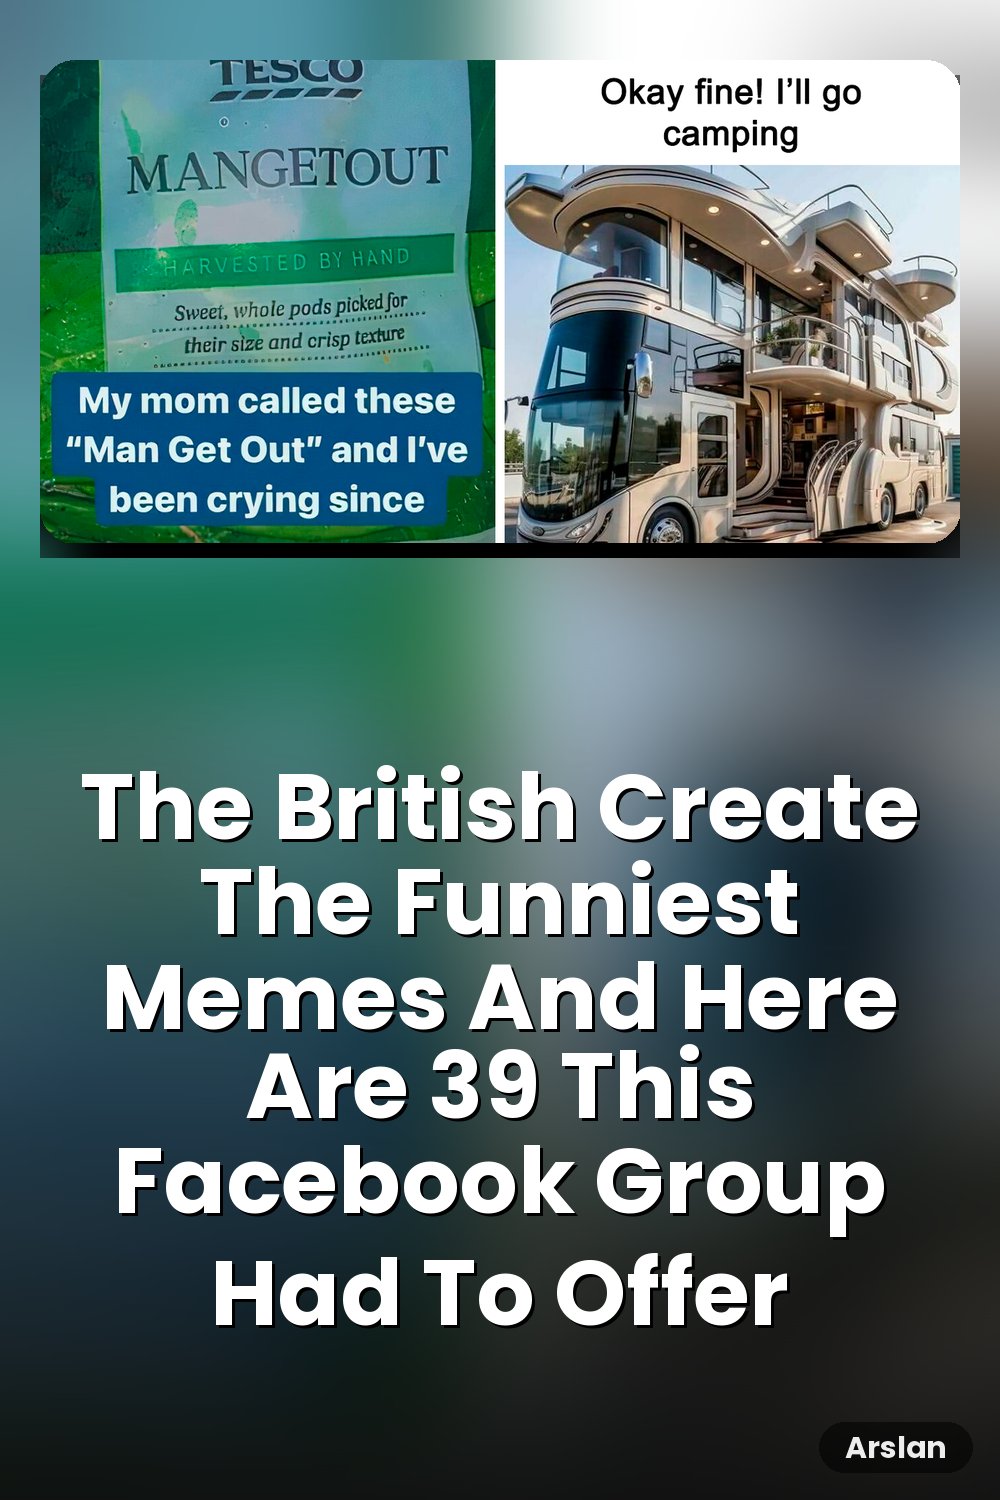 TESCO
MANGETOUT
HARVESTED BY HAND
Sweet, whole pods picked for
their size and crisp texture
My mom called these
“Man Get Out” and I’ve
been crying since
Okay fine! I’ll go
camping
The British Create
The Funniest
Memes And Here
Are 39 This
Facebook Group
Had To Offer
Arslan